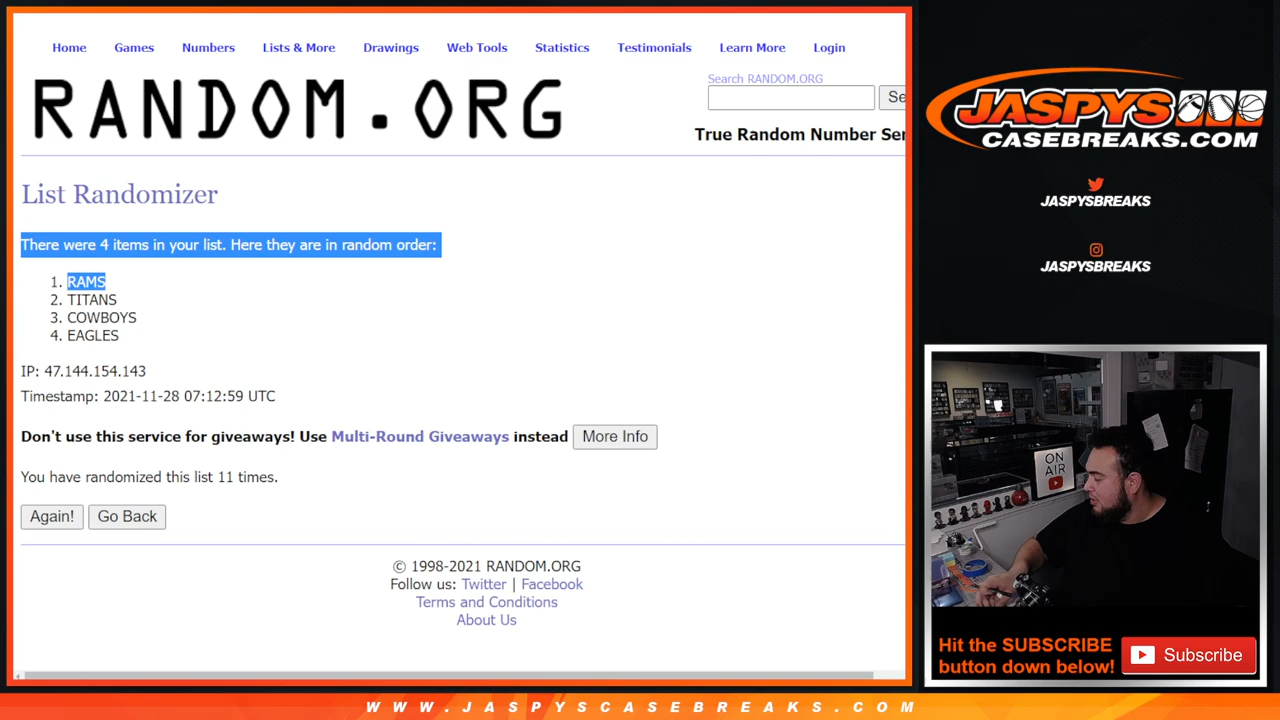 Home Games Numbers Lists & More Drawings Web Tools Statistics Testimonials Learn More Login
RANDOM.ORG
Search RANDOM.ORG
Se
True Random Number Ser
List Randomizer
There were 4 items in your list. Here they are in random order:
1. RAMS
2. TITANS
3. COWBOYS
4. EAGLES
IP: 47.144.154.143
Timestamp: 2021-11-28 07:12:59 UTC
Don't use this service for giveaways! Use Multi-Round Giveaways instead More Info
You have randomized this list 11 times.
Again! Go Back
© 1998-2021 RANDOM.ORG
Follow us: Twitter | Facebook
Terms and Conditions
About Us
JASPYS
CASEBREAKS.COM
JASPYSBREAKS
JASPYSBREAKS
ON
AIR
Hit the SUBSCRIBE
button down below!
Subscribe
WWW.JASPYSCASEBREAKS.COM